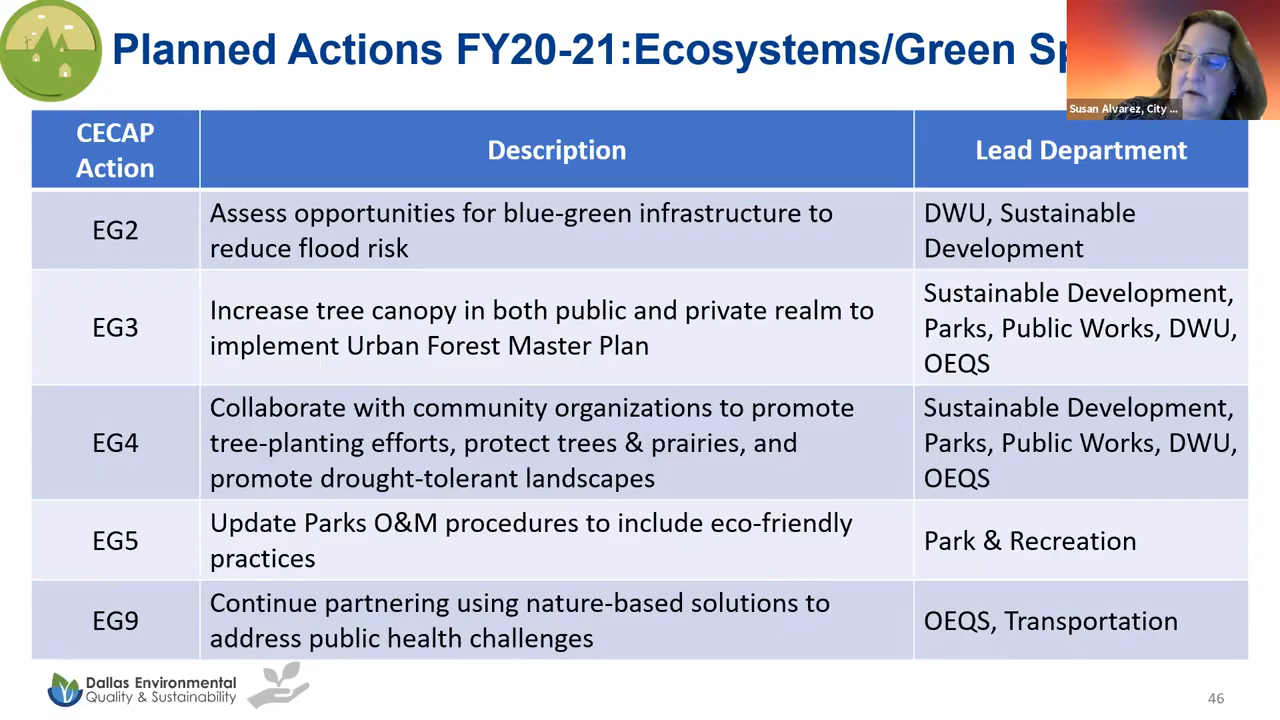 Planned Actions FY20-21:Ecosystems/Green Sp
Susan Alvarez, City ...
CECAP
Action
Description
Lead Department
EG2
Assess opportunities for blue-green infrastructure to
reduce flood risk
DWU, Sustainable
Development
EG3
Increase tree canopy in both public and private realm to
implement Urban Forest Master Plan
Sustainable Development,
Parks, Public Works, DWU,
OEQS
EG4
Collaborate with community organizations to promote
tree-planting efforts, protect trees & prairies, and
promote drought-tolerant landscapes
Sustainable Development,
Parks, Public Works, DWU,
OEQS
EG5
Update Parks O&M procedures to include eco-friendly
practices
Park & Recreation
EG9
Continue partnering using nature-based solutions to
address public health challenges
OEQS, Transportation
Dallas Environmental
Quality & Sustainability
46